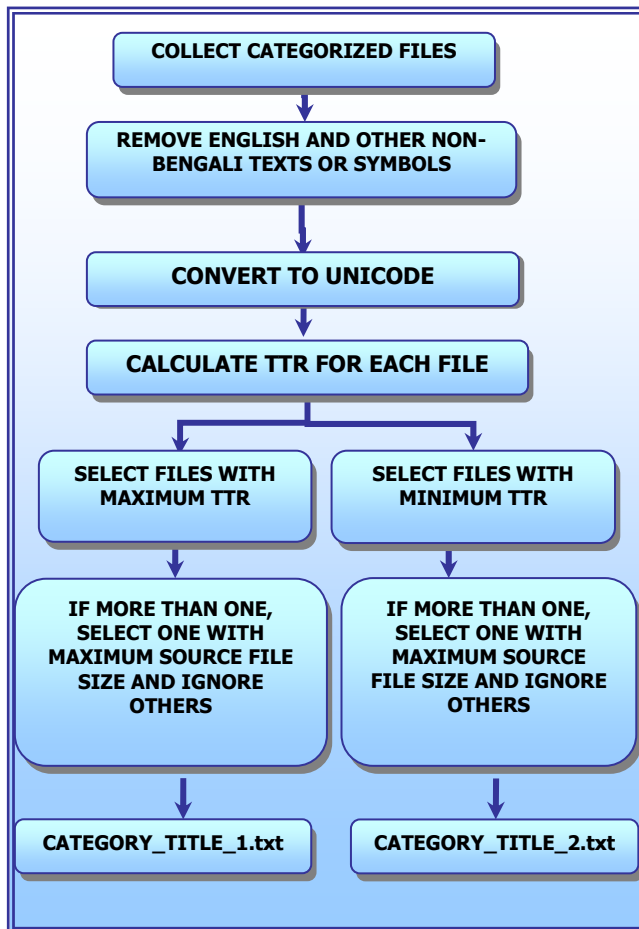 COLLECT CATEGORIZED FILES
REMOVE ENGLISH AND OTHER NON-
BENGALI TEXTS OR SYMBOLS
CONVERT TO UNICODE
CALCULATE TTR FOR EACH FILE
SELECT FILES WITH
MAXIMUM TTR
SELECT FILES WITH
MINIMUM TTR
IF MORE THAN ONE,
SELECT ONE WITH
MAXIMUM SOURCE FILE
SIZE AND IGNORE
OTHERS
IF MORE THAN ONE,
SELECT ONE WITH
MAXIMUM SOURCE
FILE SIZE AND IGNORE
OTHERS
CATEGORY_TITLE_1.txt
CATEGORY_TITLE_2.txt